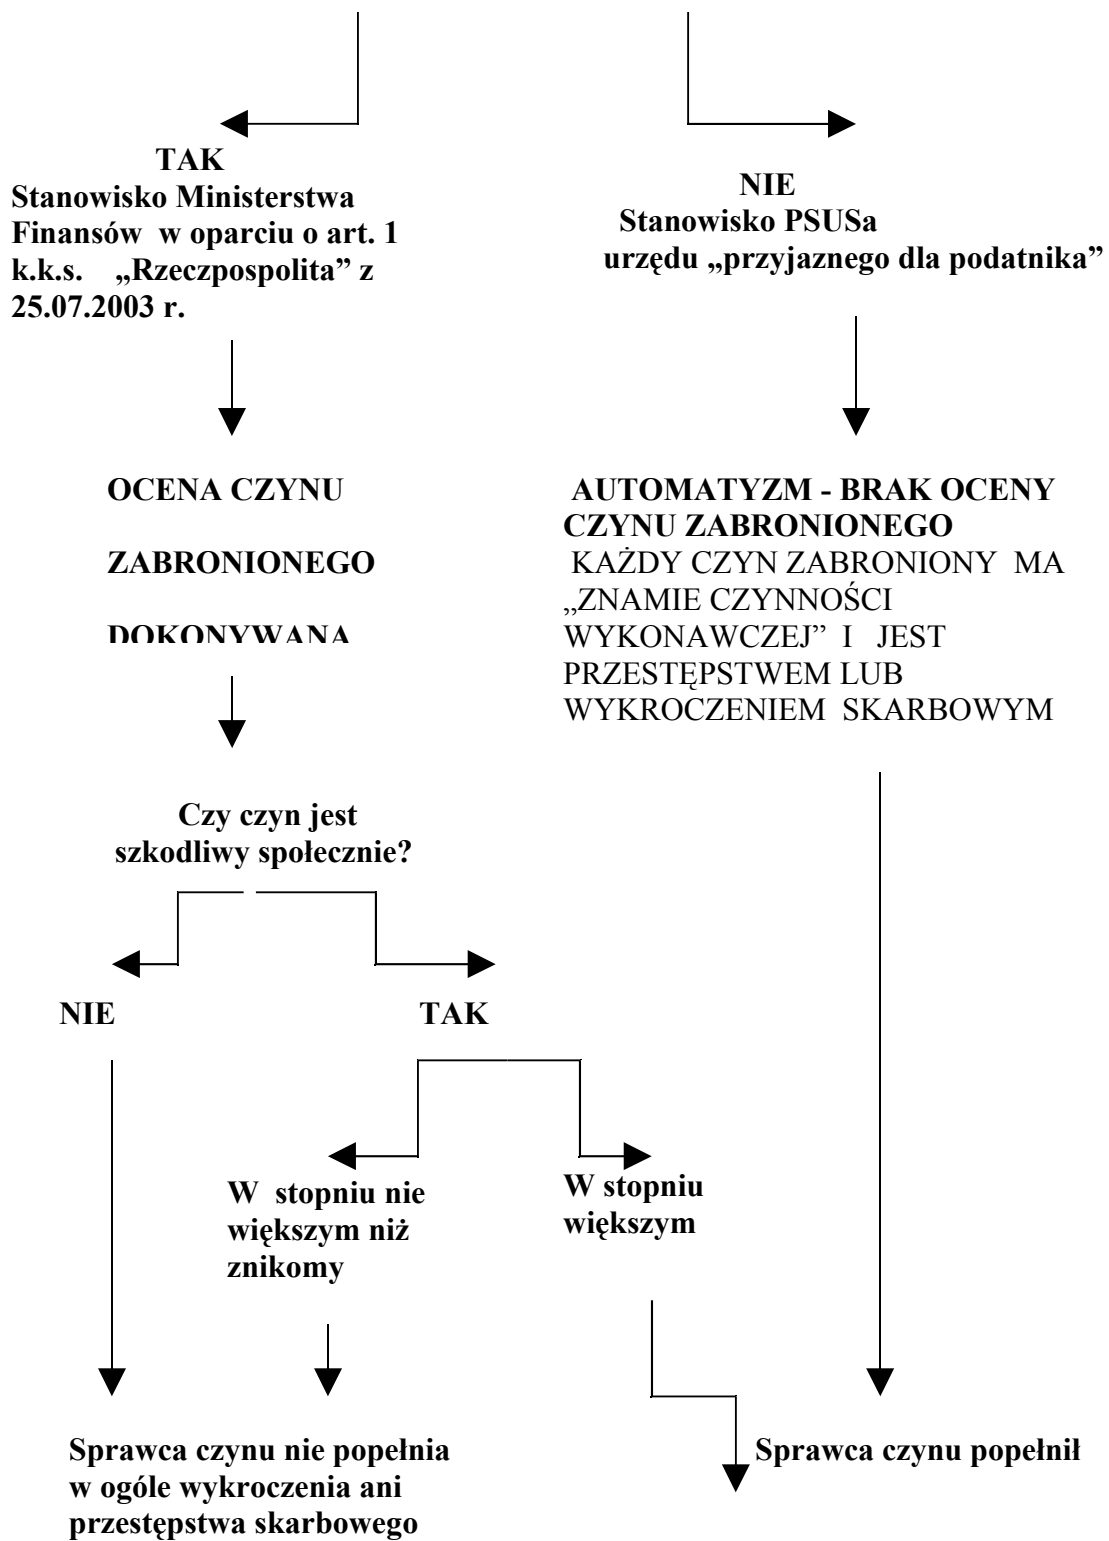 TAK
Stanowisko Ministerstwa
Finansów w oparciu o art. 1
k.k.s. „Rzeczpospolita” z
25.07.2003 r.
NIE
Stanowisko PSUSa
urzędu „przyjaznego dla podatnika”
OCENA CZYNU
ZABRONIONEGO
DOKONYWANA
AUTOMATYZM - BRAK OCENY
CZYNU ZABRONIONEGO
KAŻDY CZYN ZABRONIONY MA
„ZNAMIE CZYNNOŚCI
WYKONAWCZEJ” I JEST
PRZESTĘPSTWEM LUB
WYKROCZENIEM SKARBOWYM
Czy czyn jest
szkodliwy społecznie?
NIE
TAK
W stopniu nie
większym niż
znikomy
W stopniu
większym
Sprawca czynu nie popełnia
w ogóle wykroczenia ani
przestępstwa skarbowego
Sprawca czynu popełnił